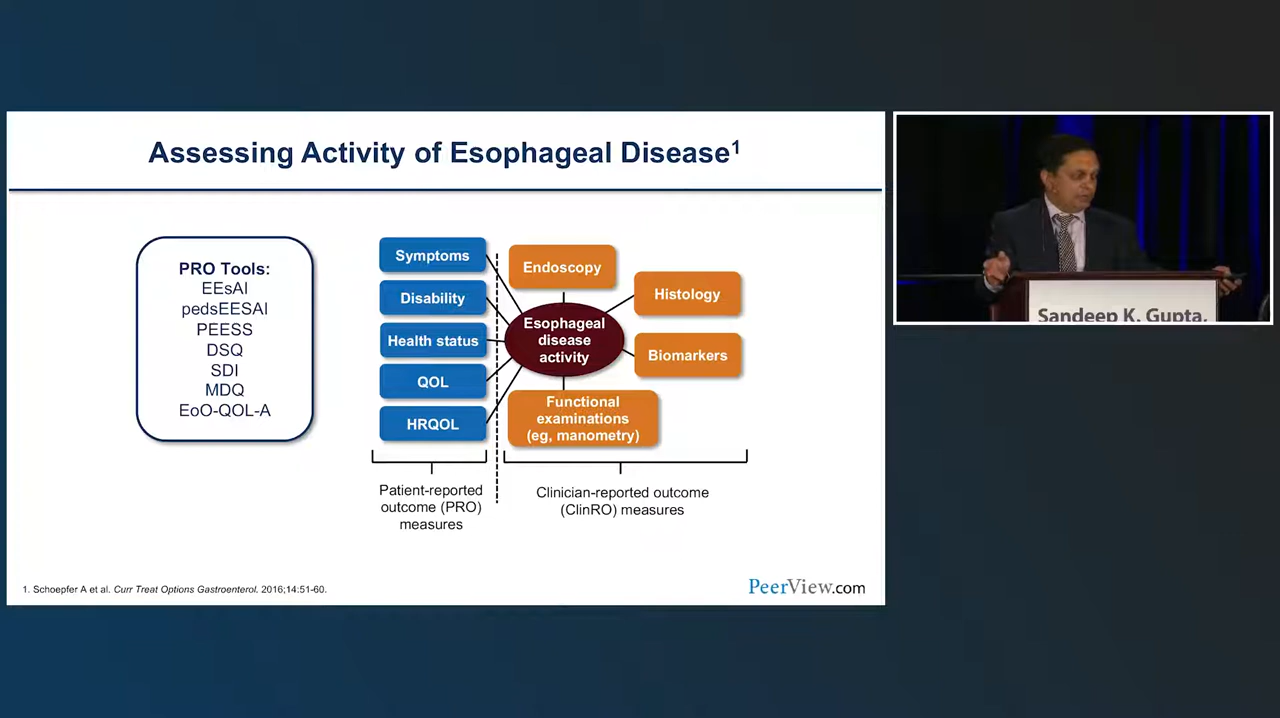 Assessing Activity of Esophageal Disease1
PRO Tools:
EEsAI
pedsEESAI
PEESS
DSQ
SDI
MDQ
EoO-QOL-A
Symptoms
Disability
Health status
QOL
HRQOL
Endoscopy
Histology
Esophageal
disease
activity
Biomarkers
Functional
examinations
(eg, manometry)
Patient-reported
outcome (PRO)
measures
Clinician-reported outcome
(ClinRO) measures
1. Schoepfer A et al. Curr Treat Options Gastroenterol. 2016;14:51-60.
PeerView.com
Sandeep K. Gupta,